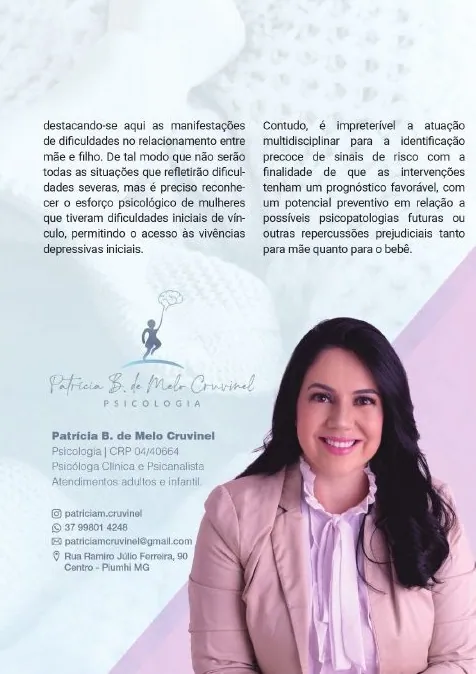 destacando-se aqui as manifestações
de dificuldades no relacionamento entre
mãe e filho. De tal modo que não serão
todas as situações que refletirão dificul-
dades severas, mas é preciso reconhe-
cer o esforço psicológico de mulheres
que tiveram dificuldades iniciais de vín-
culo, permitindo o acesso às vivências
depressivas iniciais.
Contudo, é impreterível a atuação
multidisciplinar para a identificação
precoce de sinais de risco com a
finalidade de que as intervenções
tenham um prognóstico favorável, com
um potencial preventivo em relação a
possíveis psicopatologias futuras ou
outras repercussões prejudiciais tanto
para mãe quanto para o bebê.
Patrícia B. de Melo Cruvinel
PSICOLOGIA
Patrícia B. de Melo Cruvinel
Psicologia | CRP 04/40664
Psicóloga Clínica e Psicanalista
Atendimentos adultos e infantil.
patriciam.cruvinel
37 99801 4248
patriciamcruvinel@gmail.com
Rua Ramiro Júlio Ferreira, 90
Centro - Piumhi MG